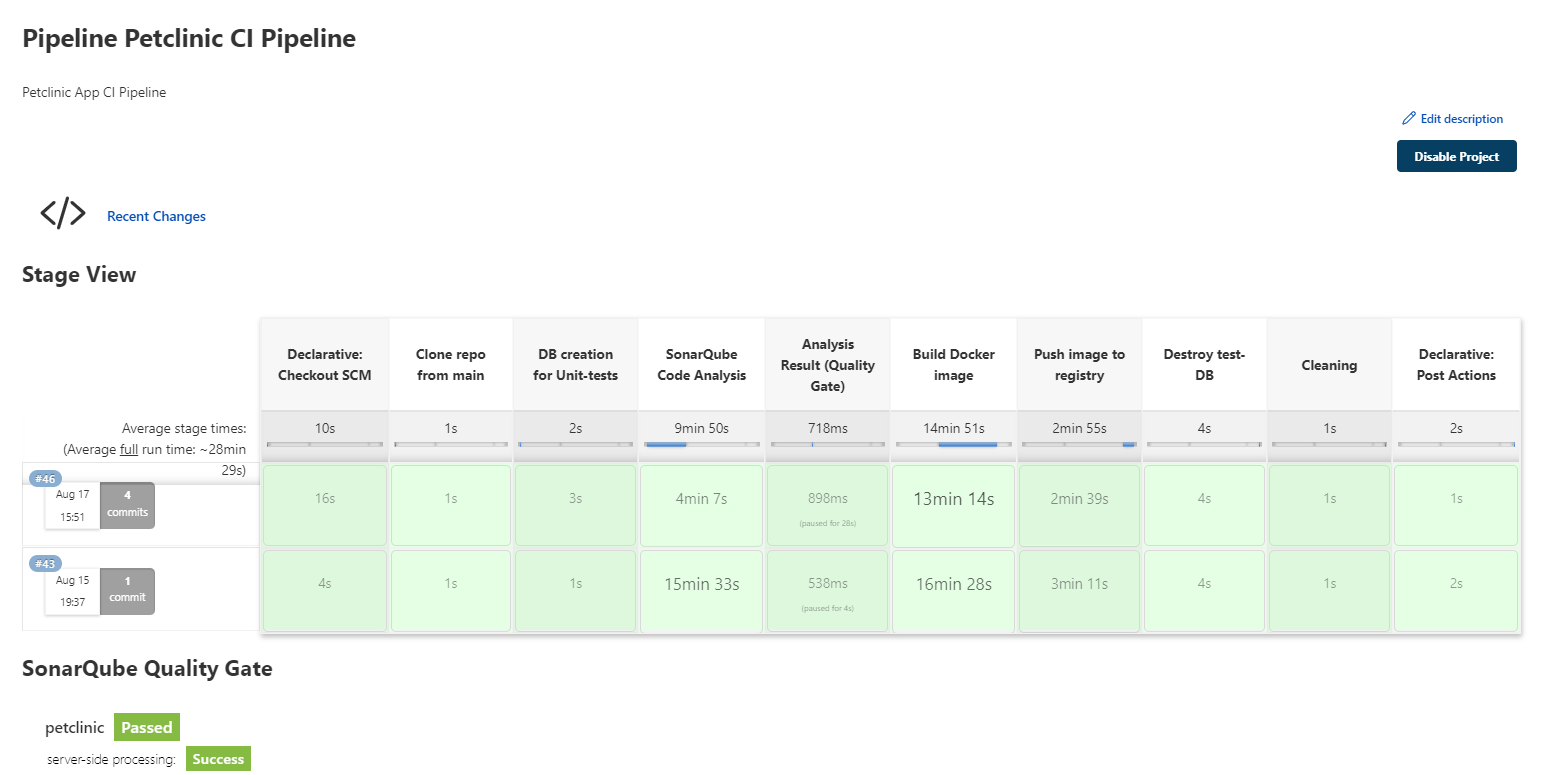 Pipeline Petclinic CI Pipeline
Petclinic App CI Pipeline
Edit description
Disable Project
</> Recent Changes
Stage View
Declarative: Checkout SCM
Clone repo from main
DB creation for Unit-tests
SonarQube Code Analysis
Analysis Result (Quality Gate)
Build Docker image
Push image to registry
Destroy test-DB
Cleaning
Declarative: Post Actions
Average stage times:
(Average full run time: ~28min
29s)
10s 1s 2s 9min 50s 718ms 14min 51s 2min 55s 4s 1s 2s
#46
Aug 17
15:51
4
commits
16s 1s 3s 4min 7s 898ms 13min 14s 2min 39s 4s 1s 1s
(paused for 28s)
#43
Aug 15
19:37
1
commit
4s 1s 1s 15min 33s 538ms 16min 28s 3min 11s 4s 1s 2s
(paused for 4s)
SonarQube Quality Gate
petclinic Passed
server-side processing: Success